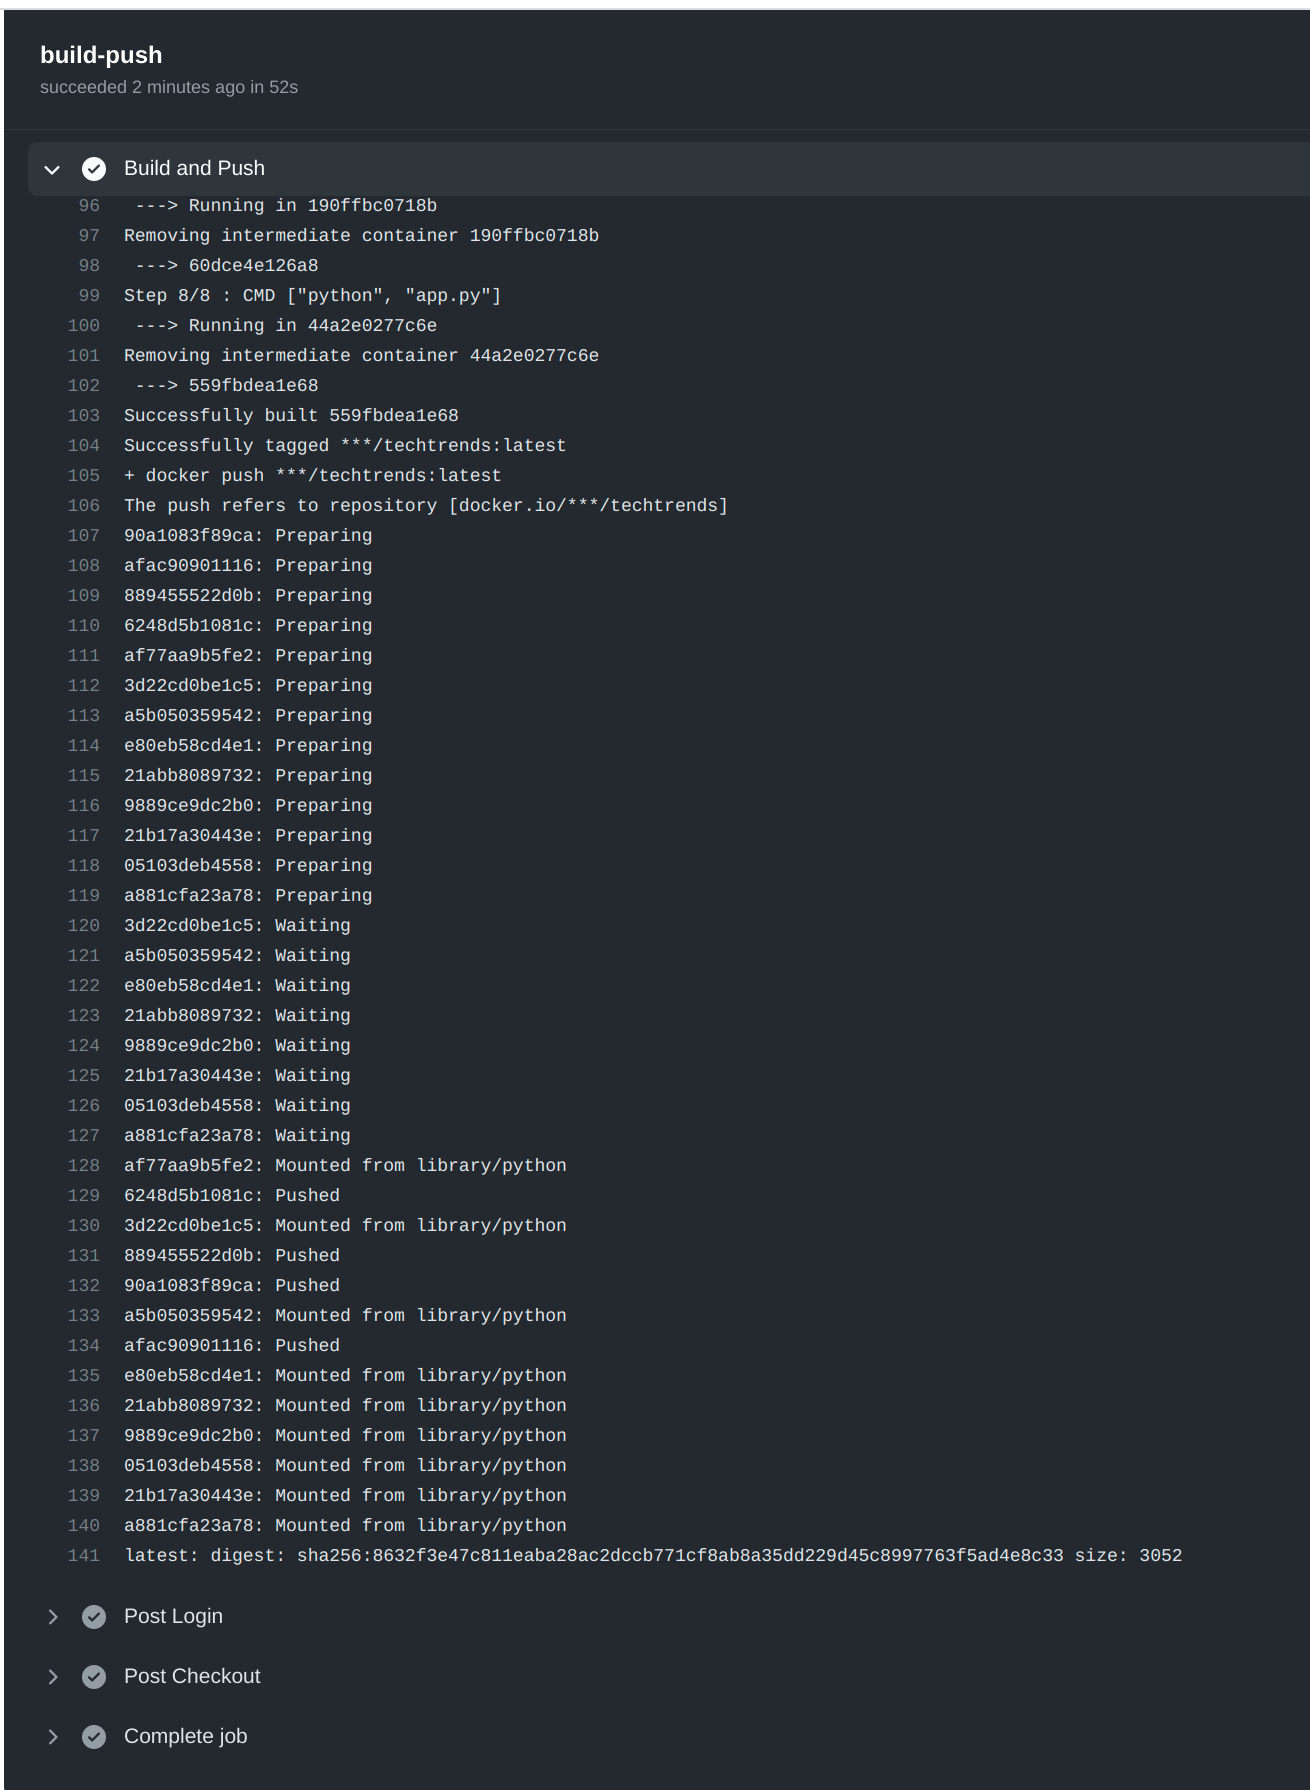 build-push
succeeded 2 minutes ago in 52s
Build and Push
96 ---> Running in 190ffbc0718b
97 Removing intermediate container 190ffbc0718b
98 ---> 60dce4e126a8
99 Step 8/8 : CMD ["python", "app.py"]
100 ---> Running in 44a2e0277c6e
101 Removing intermediate container 44a2e0277c6e
102 ---> 559fbdea1e68
103 Successfully built 559fbdea1e68
104 Successfully tagged ***/techtrends:latest
105 + docker push ***/techtrends:latest
106 The push refers to repository [docker.io/***/techtrends]
107 90a1083f89ca: Preparing
108 afac90901116: Preparing
109 889455522d0b: Preparing
110 6248d5b1081c: Preparing
111 af77aa9b5fe2: Preparing
112 3d22cd0be1c5: Preparing
113 a5b050359542: Preparing
114 e80eb58cd4e1: Preparing
115 21abb8089732: Preparing
116 9889ce9dc2b0: Preparing
117 21b17a30443e: Preparing
118 05103deb4558: Preparing
119 a881cfa23a78: Preparing
120 3d22cd0be1c5: Waiting
121 a5b050359542: Waiting
122 e80eb58cd4e1: Waiting
123 21abb8089732: Waiting
124 9889ce9dc2b0: Waiting
125 21b17a30443e: Waiting
126 05103deb4558: Waiting
127 a881cfa23a78: Waiting
128 af77aa9b5fe2: Mounted from library/python
129 6248d5b1081c: Pushed
130 3d22cd0be1c5: Mounted from library/python
131 889455522d0b: Pushed
132 90a1083f89ca: Pushed
133 a5b050359542: Mounted from library/python
134 afac90901116: Pushed
135 e80eb58cd4e1: Mounted from library/python
136 21abb8089732: Mounted from library/python
137 9889ce9dc2b0: Mounted from library/python
138 05103deb4558: Mounted from library/python
139 21b17a30443e: Mounted from library/python
140 a881cfa23a78: Mounted from library/python
141 latest: digest: sha256:8632f3e47c811eaba28ac2dccb771cf8ab8a35dd229d45c8997763f5ad4e8c33 size: 3052
Post Login
Post Checkout
Complete job